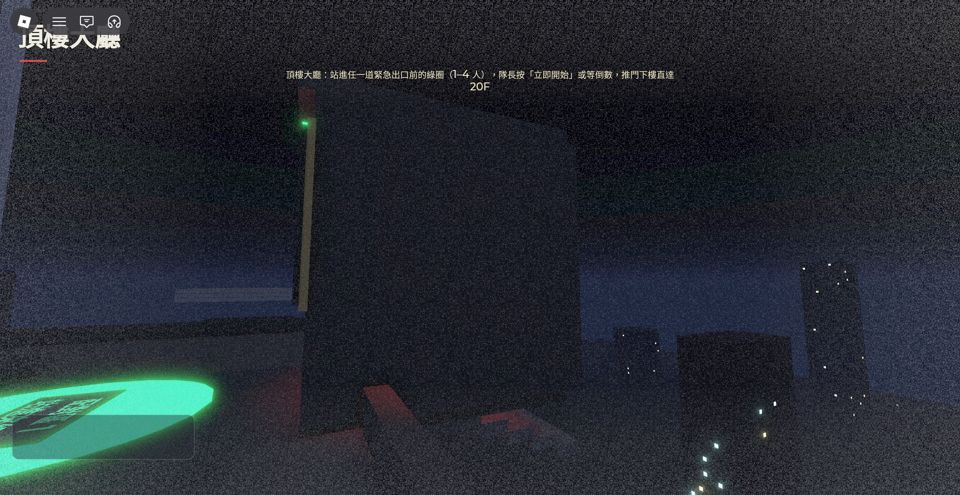 頂樓大廳
頂樓大廳：站進任一道緊急出口前的綠圈（1–4 人），隊長按「立即開始」或等倒數，推門下樓直達
20F